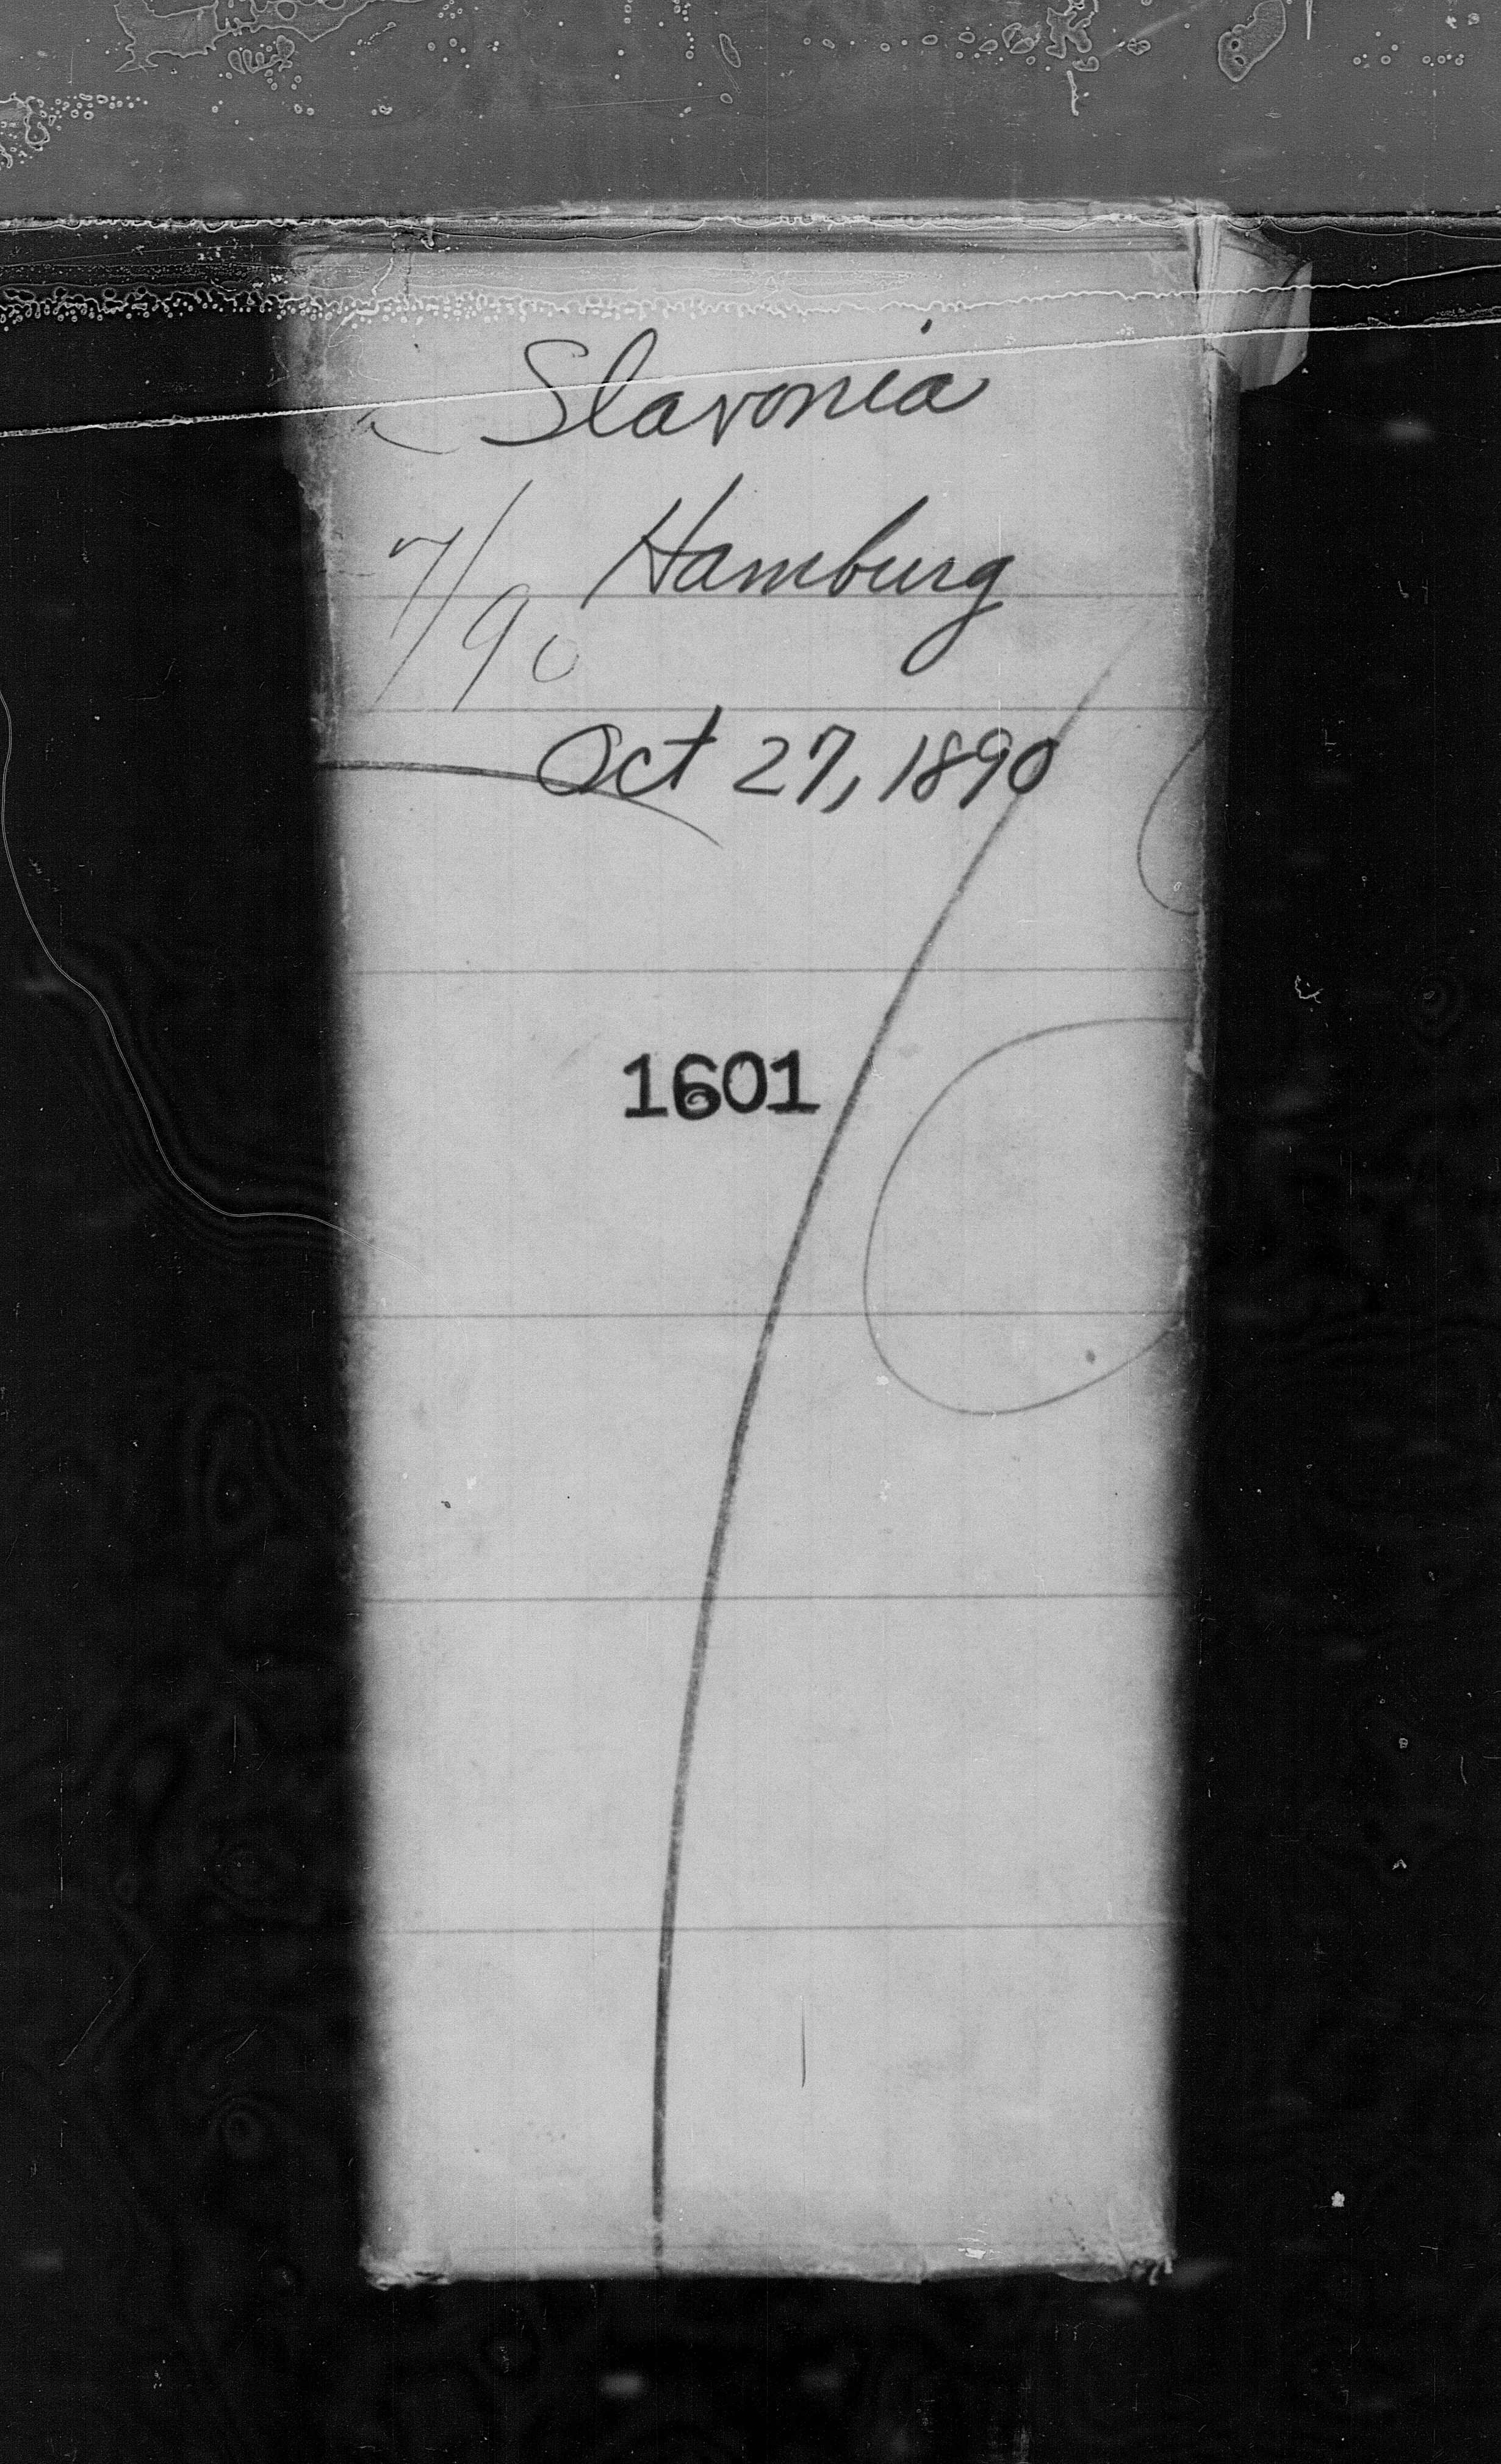 Slavonia
7/90
Hamburg
Oct 27, 1890
1601